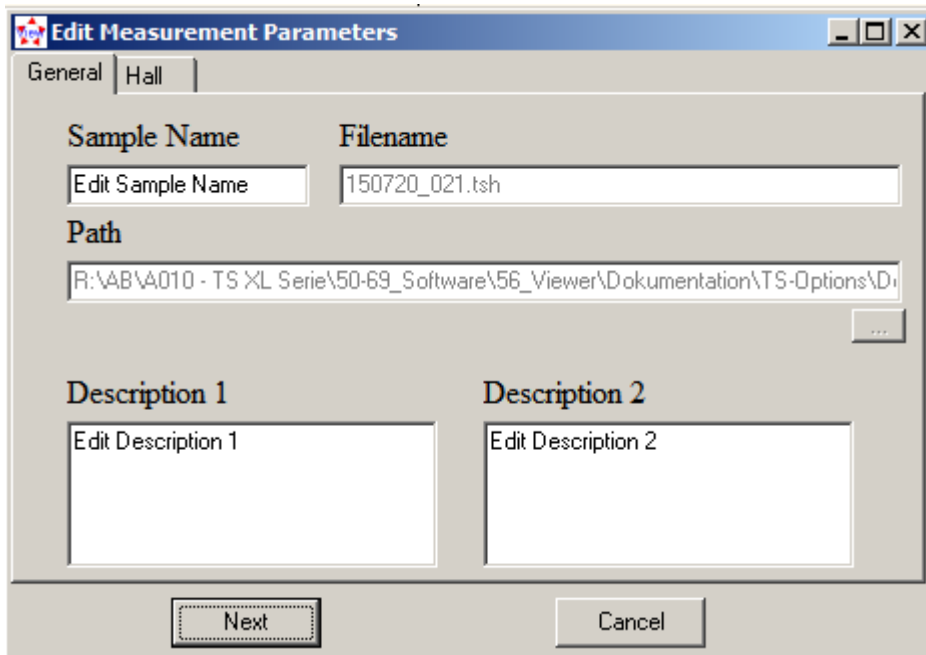 Edit Measurement Parameters
General Hall
Sample Name Filename
Edit Sample Name 150720_021.tsh
Path
R:\AB\A010 - TS XL Serie\50-69_Software\56_Viewer\Dokumentation\TS-Options\D
...
Description 1 Description 2
Edit Description 1 Edit Description 2
Next Cancel